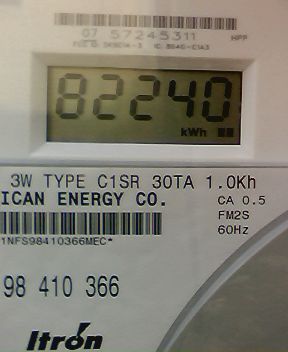 07 57245311 HPP
82240
kWh
3W TYPE C1SR 30TA 1.0Kh
ICAN ENERGY CO.
CA 0.5
FM2S
60Hz
1NFS98410366MEC*
98 410 366
Itron